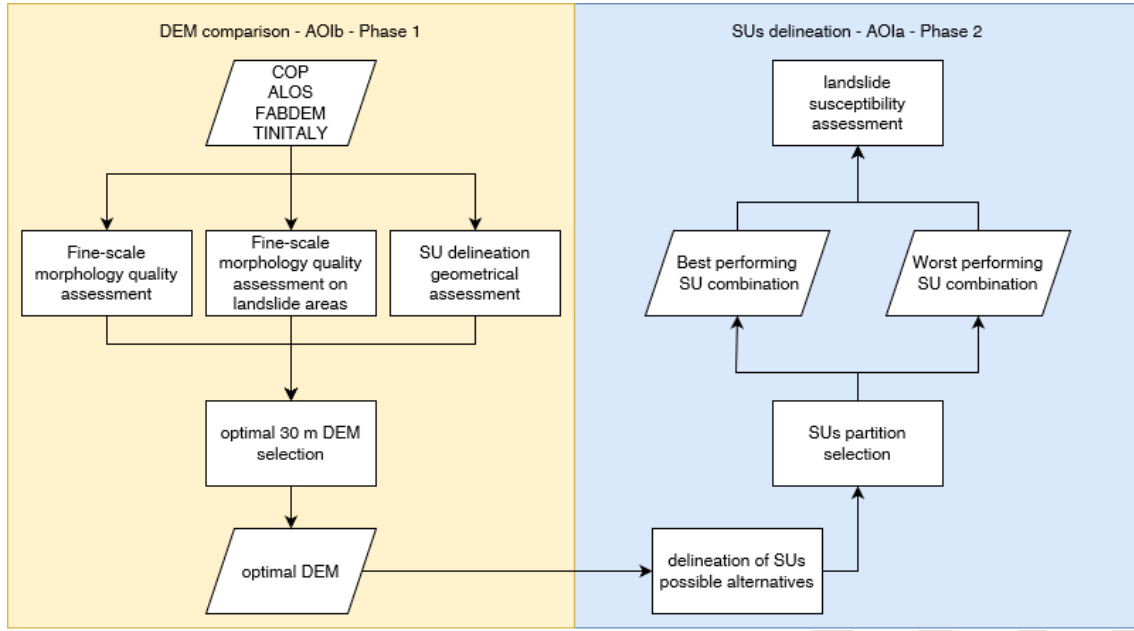 DEM comparison - AOIb - Phase 1
COP
ALOS
FABDEM
TINITALY
Fine-scale
morphology quality
assessment
Fine-scale
morphology quality
assessment on
landslide areas
SU delineation
geometrical
assessment
optimal 30 m DEM
selection
optimal DEM
SUs delineation - AOIa - Phase 2
landslide
susceptibility
assessment
Best performing
SU combination
Worst performing
SU combination
SUs partition
selection
delineation of SUs
possible alternatives